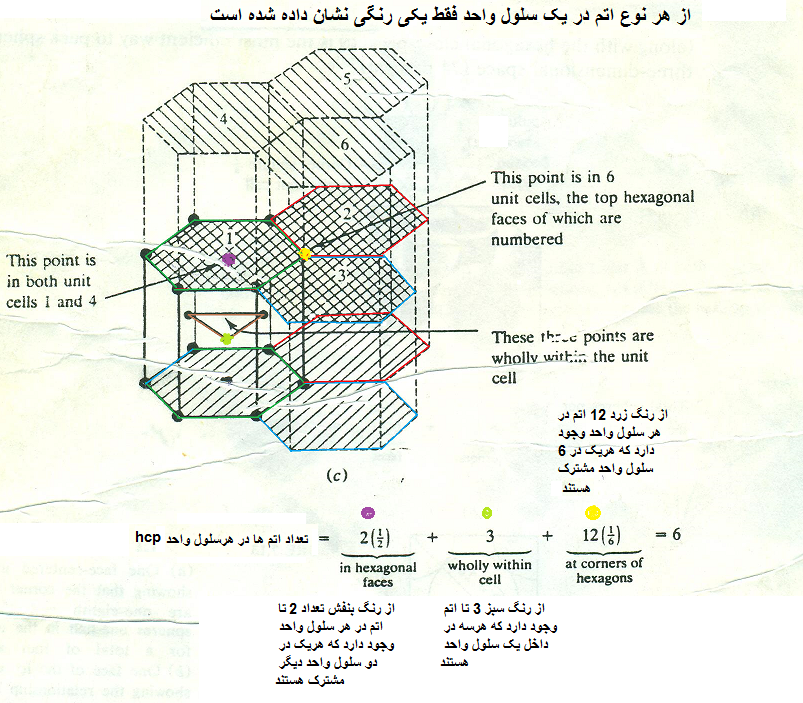 از هر نوع اتم در یک سلول واحد فقط یکی رنگی نشان داده شده است
5
4
6
This point is in 6
unit cells, the top hexagonal
faces of which are
numbered
2
1
3
This point is
in both unit
cells 1 and 4
These three points are
wholly within the unit
cell
از رنگ زرد 12 اتم در
هر سلول واحد وجود
دارد که هریک در 6
سلول واحد مشترک
هستند
(c)
تعداد اتم ها در هرسلول واحد hcp = 2(1/2) + 3 + 12(1/6) = 6
in hexagonal
faces
wholly within
cell
at corners of
hexagons
از رنگ بنفش تعداد 2 تا
اتم در هر سلول واحد
وجود دارد که هریک در
دو سلول واحد دیگر
مشترک هستند
از رنگ سبز 3 تا اتم
وجود دارد که هرسه در
داخل یک سلول واحد
هستند